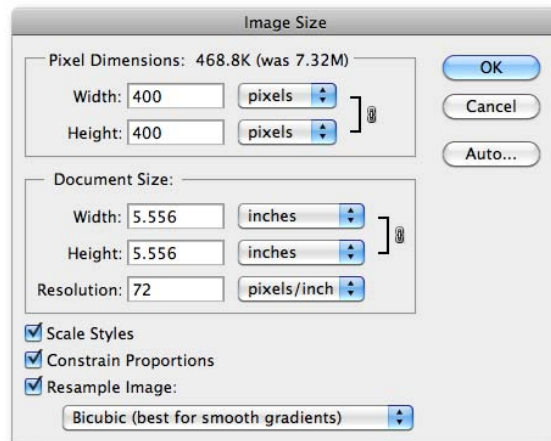 Image Size
Pixel Dimensions: 468.8K (was 7.32M)
Width: 400 pixels
Height: 400 pixels
OK
Cancel
Auto...
Document Size:
Width: 5.556 inches
Height: 5.556 inches
Resolution: 72 pixels/inch
Scale Styles
Constrain Proportions
Resample Image:
Bicubic (best for smooth gradients)